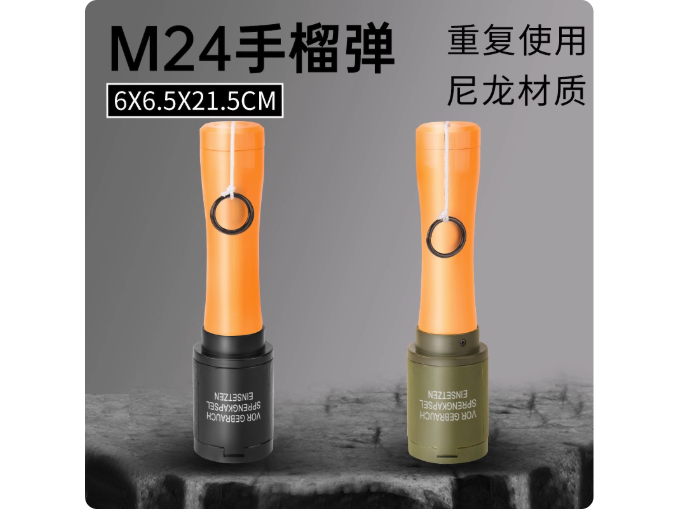 M24手榴弹
重复使用
6X6.5X21.5CM
尼龙材质
VOR GEBRAUCH
SPRENGKAPSEL
EINSETZEN
VOR GEBRAUCH
SPRENGKAPSEL
EINSETZEN